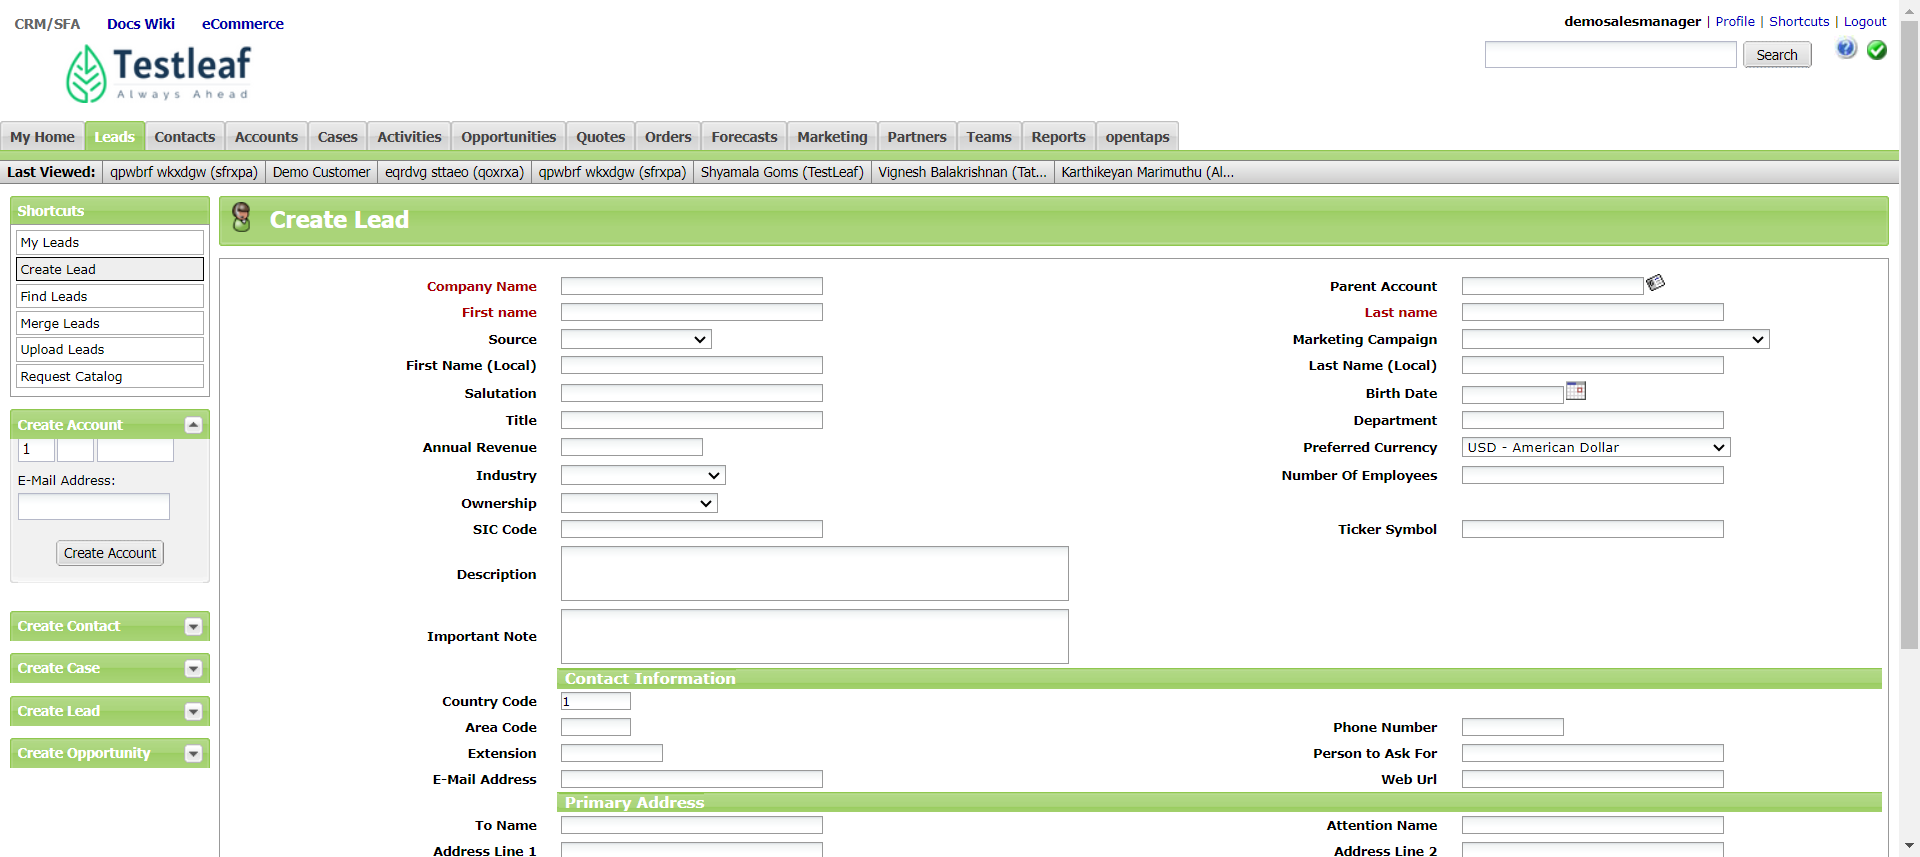 CRM/SFA Docs Wiki eCommerce
demosalesmanager | Profile | Shortcuts | Logout
Testleaf
Always Ahead
Search
My Home Leads Contacts Accounts Cases Activities Opportunities Quotes Orders Forecasts Marketing Partners Teams Reports opentaps
Last Viewed: qpwbrf wkxdgw (sfrxpa) Demo Customer eqrdvg sttaeo (qoxrxa) qpwbrf wkxdgw (sfrxpa) Shyamala Goms (TestLeaf) Vignesh Balakrishnan (Tat... Karthikeyan Marimuthu (Al...
Shortcuts
My Leads
Create Lead
Find Leads
Merge Leads
Upload Leads
Request Catalog
Create Account
1
E-Mail Address:
Create Account
Create Contact
Create Case
Create Lead
Create Opportunity
Create Lead
Company Name Parent Account
First name Last name
Source Marketing Campaign
First Name (Local) Last Name (Local)
Salutation Birth Date
Title Department
Annual Revenue Preferred Currency USD - American Dollar
Industry Number Of Employees
Ownership
SIC Code Ticker Symbol
Description
Important Note
Contact Information
Country Code 1
Area Code Phone Number
Extension Person to Ask For
E-Mail Address Web Url
Primary Address
To Name Attention Name
Address Line 1 Address Line 2